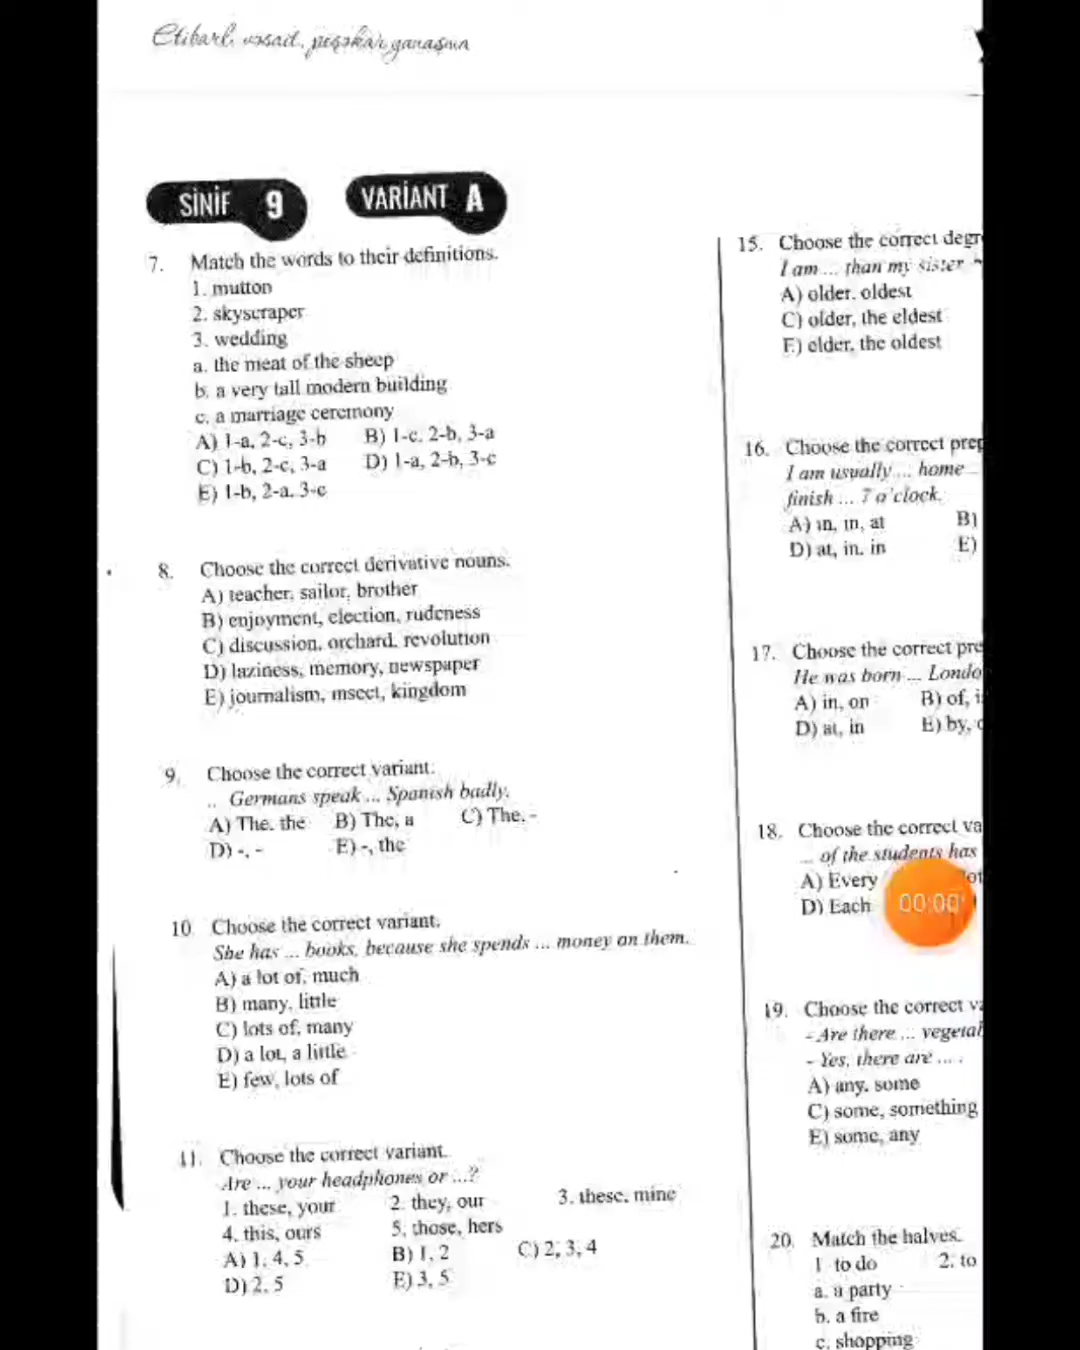 Etibarlı, vəsait, peşəkar yanaşma
SİNİF 9 VARİANT A
7. Match the words to their definitions.
1. mutton
2. skyscraper
3. wedding
a. the meat of the sheep
b. a very tall modern building
c. a marriage ceremony
A) 1-a, 2-c, 3-b B) 1-c, 2-b, 3-a
C) 1-b, 2-c, 3-a D) 1-a, 2-b, 3-c
E) 1-b, 2-a, 3-c
8. Choose the correct derivative nouns.
A) teacher, sailor, brother
B) enjoyment, election, rudeness
C) discussion, orchard, revolution
D) laziness, memory, newspaper
E) journalism, insect, kingdom
9. Choose the correct variant.
... Germans speak ... Spanish badly.
A) The, the B) The, a C) The, -
D) -, - E) -, the
10. Choose the correct variant.
She has ... books, because she spends ... money on them.
A) a lot of, much
B) many, little
C) lots of, many
D) a lot, a little
E) few, lots of
11. Choose the correct variant.
Are ... your headphones or ...?
1. these, your 2. they, our 3. these, mine
4. this, ours 5. those, hers
A) 1, 4, 5 B) 1, 2 C) 2, 3, 4
D) 2, 5 E) 3, 5
15. Choose the correct degr
I am ... than my sister
A) older, oldest
C) older, the eldest
E) elder, the oldest
16. Choose the correct prep
I am usually ... home
finish ... 7 o'clock.
A) in, in, at B)
D) at, in, in E)
17. Choose the correct pre
He was born ... Londo
A) in, on B) of, i
D) at, in E) by,
18. Choose the correct va
... of the students has
A) Every
D) Each
00:00
19. Choose the correct va
- Are there ... vegetab
- Yes, there are ... .
A) any, some
C) some, something
E) some, any
20. Match the halves.
1. to do 2. to
a. a party
b. a fire
c. shopping